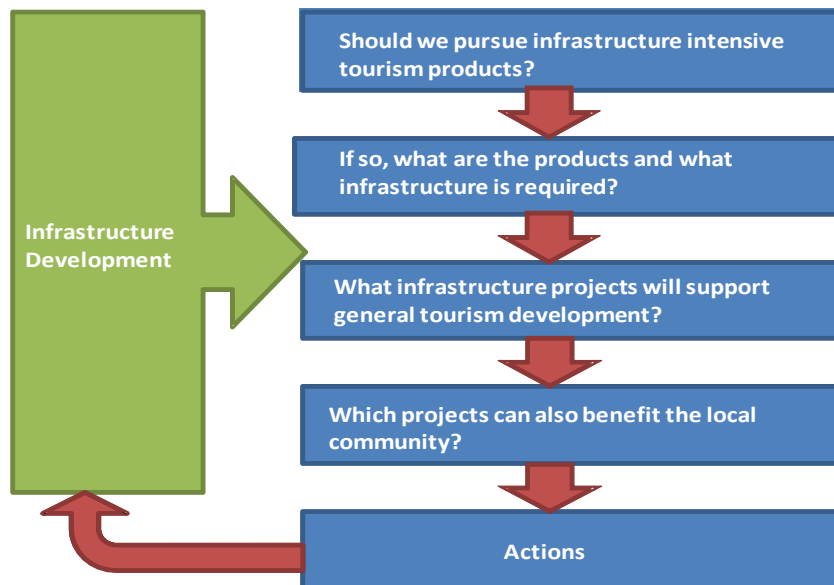 Should we pursue infrastructure intensive
tourism products?
If so, what are the products and what
infrastructure is required?
Infrastructure
Development
What infrastructure projects will support
general tourism development?
Which projects can also benefit the local
community?
Actions